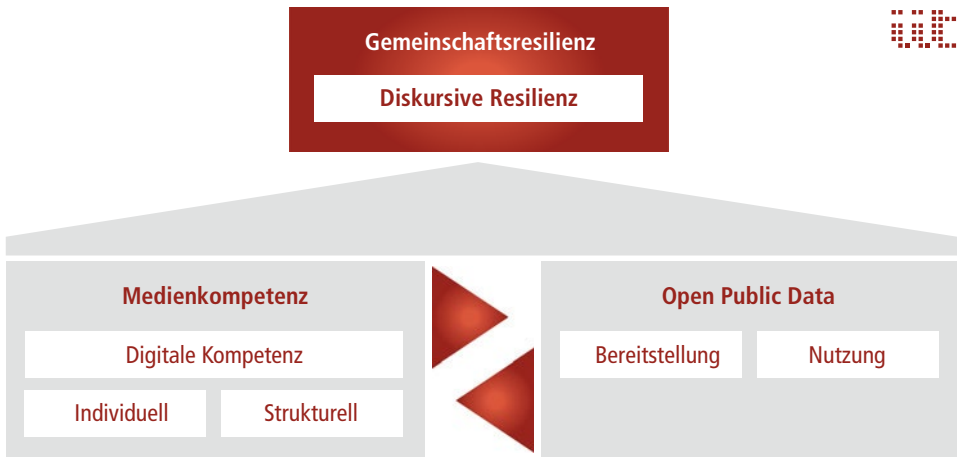 Gemeinschaftsresilienz
Diskursive Resilienz
Medienkompetenz
Digitale Kompetenz
Individuell
Strukturell
Open Public Data
Bereitstellung
Nutzung